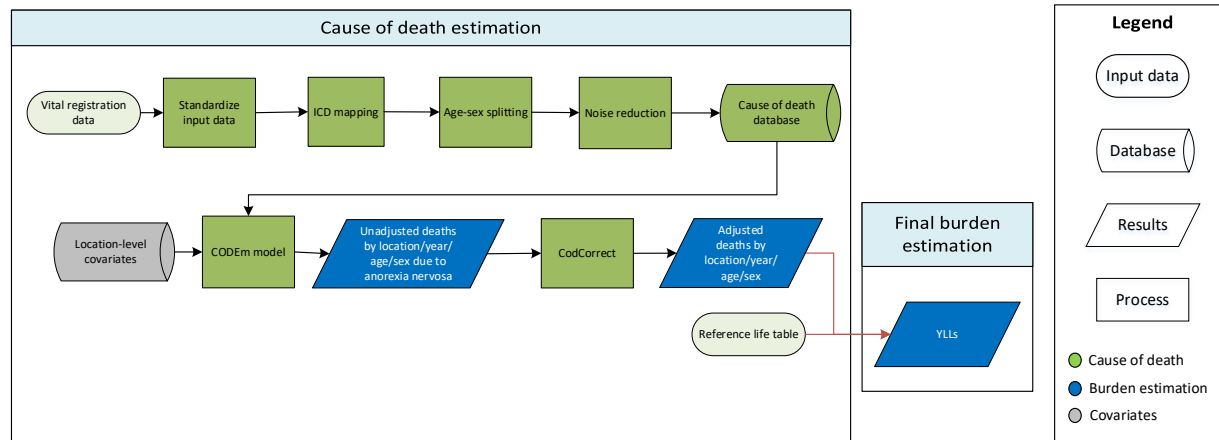 Cause of death estimation
Vital registration
data
Standardize
input data
ICD mapping
Age-sex splitting
Noise reduction
Cause of death
database
Location-level
covariates
CODEm model
Unadjusted deaths
by location/year/
age/sex due to
anorexia nervosa
CodCorrect
Adjusted
deaths by
location/year/
age/sex
Reference life table
Final burden
estimation
YLLs
Legend
Input data
Database
Results
Process
Cause of death
Burden estimation
Covariates